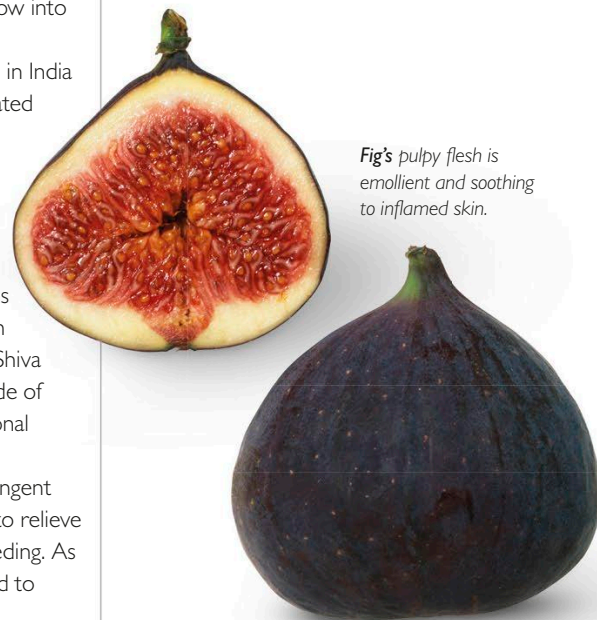 ow into
in India
ated
s
n
Shiva
de of
onal
ngent
to relieve
eding. As
d to
Fig's pulpy flesh is
emollient and soothing
to inflamed skin.